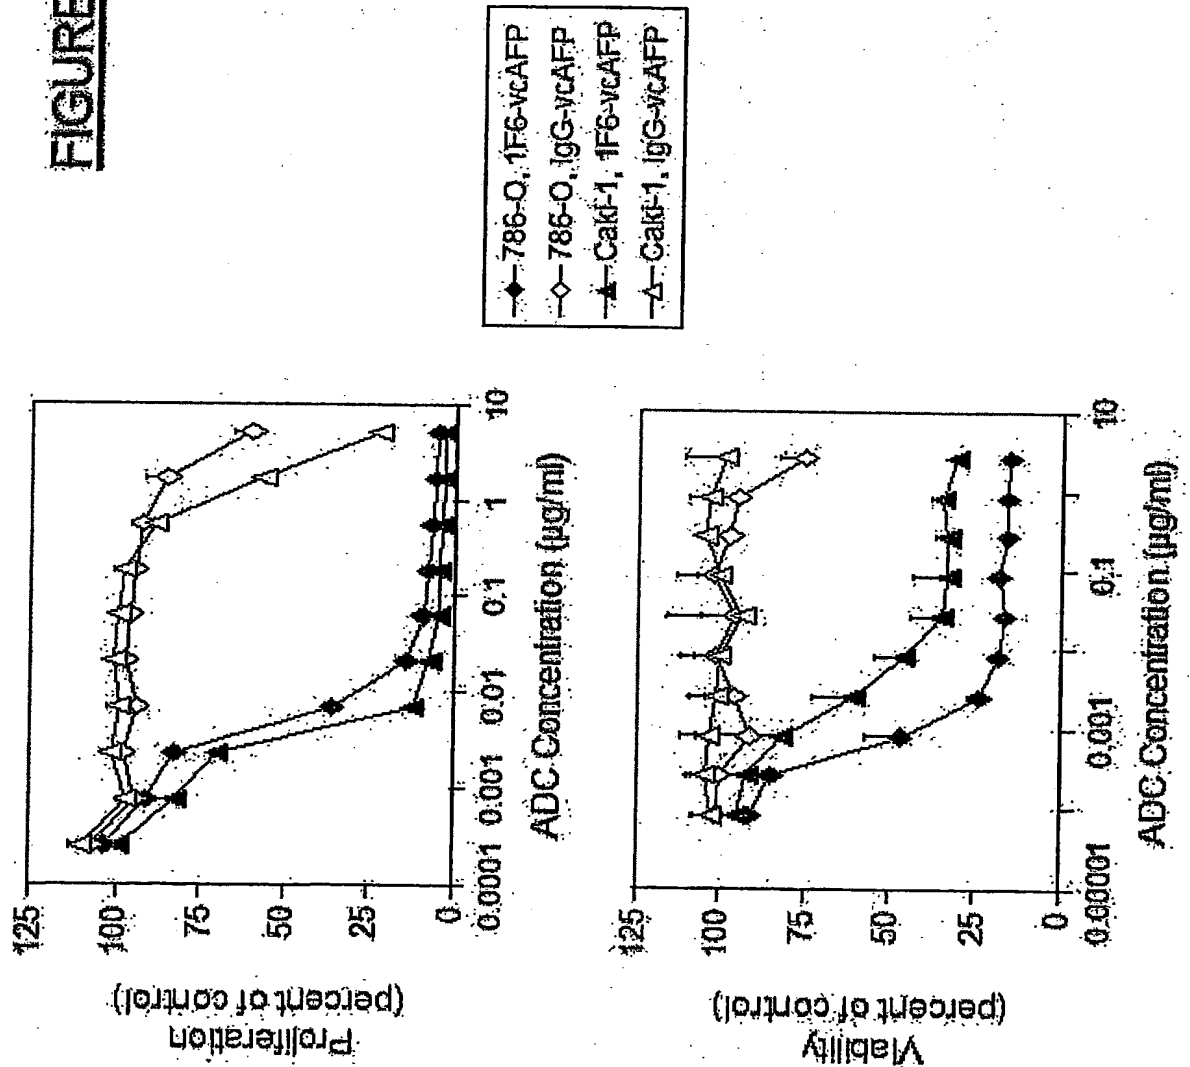 FIGURE
786-O, 1F6-vcAFP
786-O, IgG-vcAFP
Caki-1, 1F6-vcAFP
Caki-1, IgG-vcAFP
Proliferation
(percent of control)
125
100
75
50
25
0
0.0001
0.001
0.01
0.1
1
10
ADC Concentration (µg/ml)
Viability
(percent of control)
125
100
75
50
25
0
0.00001
0.001
0.1
10
ADC Concentration (µg/ml)